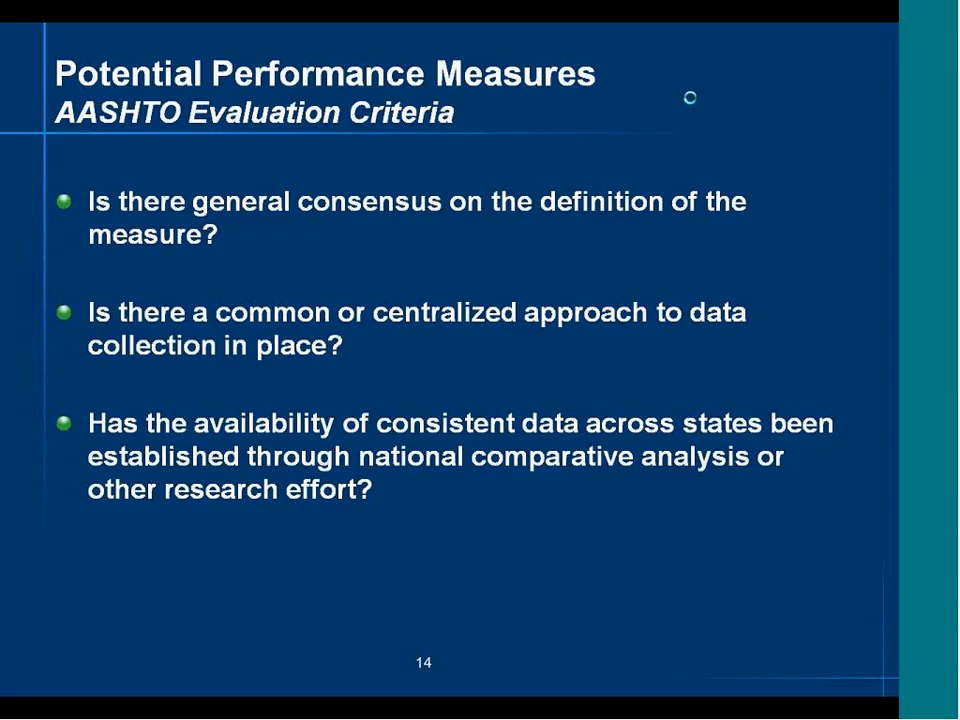 Potential Performance Measures
AASHTO Evaluation Criteria
Is there general consensus on the definition of the
measure?
Is there a common or centralized approach to data
collection in place?
Has the availability of consistent data across states been
established through national comparative analysis or
other research effort?
14